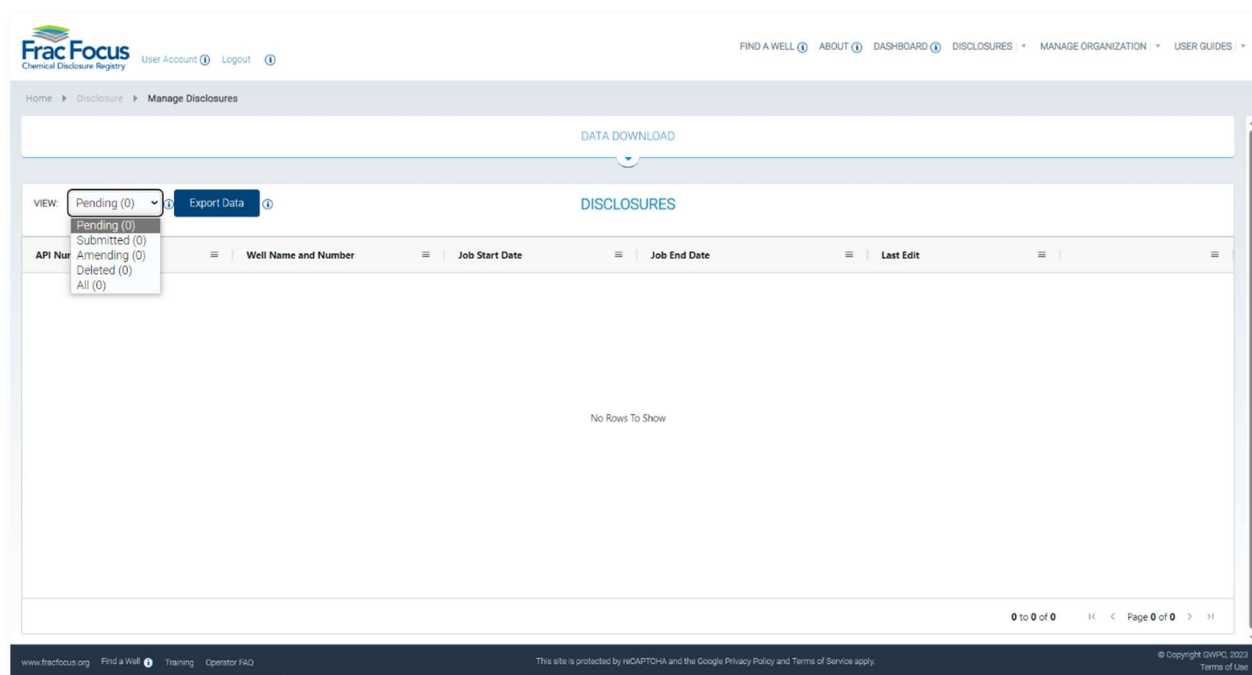 Frac Focus
Chemical Disclosure Registry
User Account Logout
FIND A WELL ABOUT DASHBOARD DISCLOSURES MANAGE ORGANIZATION USER GUIDES
Home Disclosure Manage Disclosures
DATA DOWNLOAD
VIEW: Pending (0) Export Data DISCLOSURES
Pending (0)
Submitted (0)
Amending (0)
Deleted (0)
All (0)
API Nu Well Name and Number Job Start Date Job End Date Last Edit
No Rows To Show
0 to 0 of 0 Page 0 of 0
www.fracfocus.org Find a Well Training Operator FAQ
This site is protected by reCAPTCHA and the Google Privacy Policy and Terms of Service apply.
© Copyright GWPC, 2023
Terms of Use